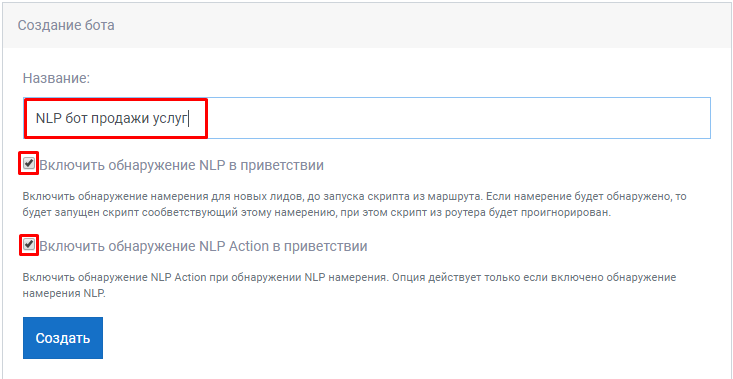 Создание бота
Название:
NLP бот продажи услуг
Включить обнаружение NLP в приветствии
Включить обнаружение намерения для новых лидов, до запуска скрипта из маршрута. Если намерение будет обнаружено, то
будет запущен скрипт сообветствующий этому намерению, при этом скрипт из роутера будет проигнорирован.
Включить обнаружение NLP Action в приветствии
Включить обнаружение NLP Action при обнаружении NLP намерения. Опция действует только если включено обнаружение
намерения NLP.
Создать